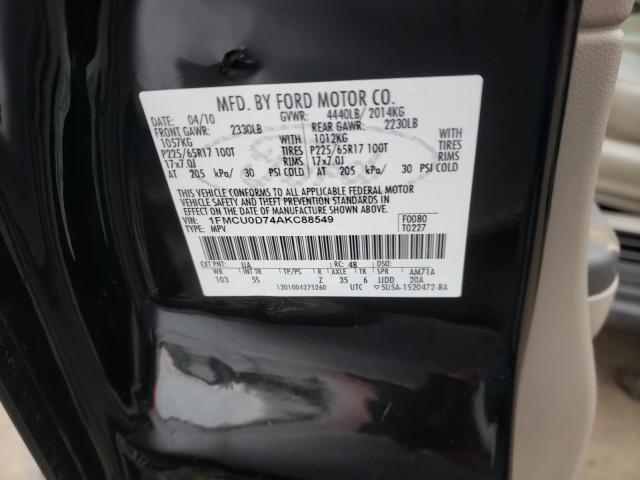 MFD. BY FORD MOTOR CO.
DATE: 04/10 GVWR: 4440LB/ 2014KG
FRONT GAWR: 2330LB REAR GAWR: 2230LB
1057KG WITH 1012KG WITH
P225/65R17 100T TIRES P225/65R17 100T TIRES
17x7.0J RIMS 17x7.0J RIMS
AT 205 kPa/ 30 PSI COLD AT 205 kPa/ 30 PSI COLD
THIS VEHICLE CONFORMS TO ALL APPLICABLE FEDERAL MOTOR
VEHICLE SAFETY AND THEFT PREVENTION STANDARDS IN
EFFECT ON THE DATE OF MANUFACTURE SHOWN ABOVE.
VIN: 1FMCU0D74AKC88549 F0080
TYPE: MPV T0227
EXT PNT: UA RC: 48 DSO:
WB INT TR TP/PS R AX TR SPR AM71A
103 55 Z 35 6 JJDD 20A
1201004275260 UTC ▽5U5A-1520472-BA